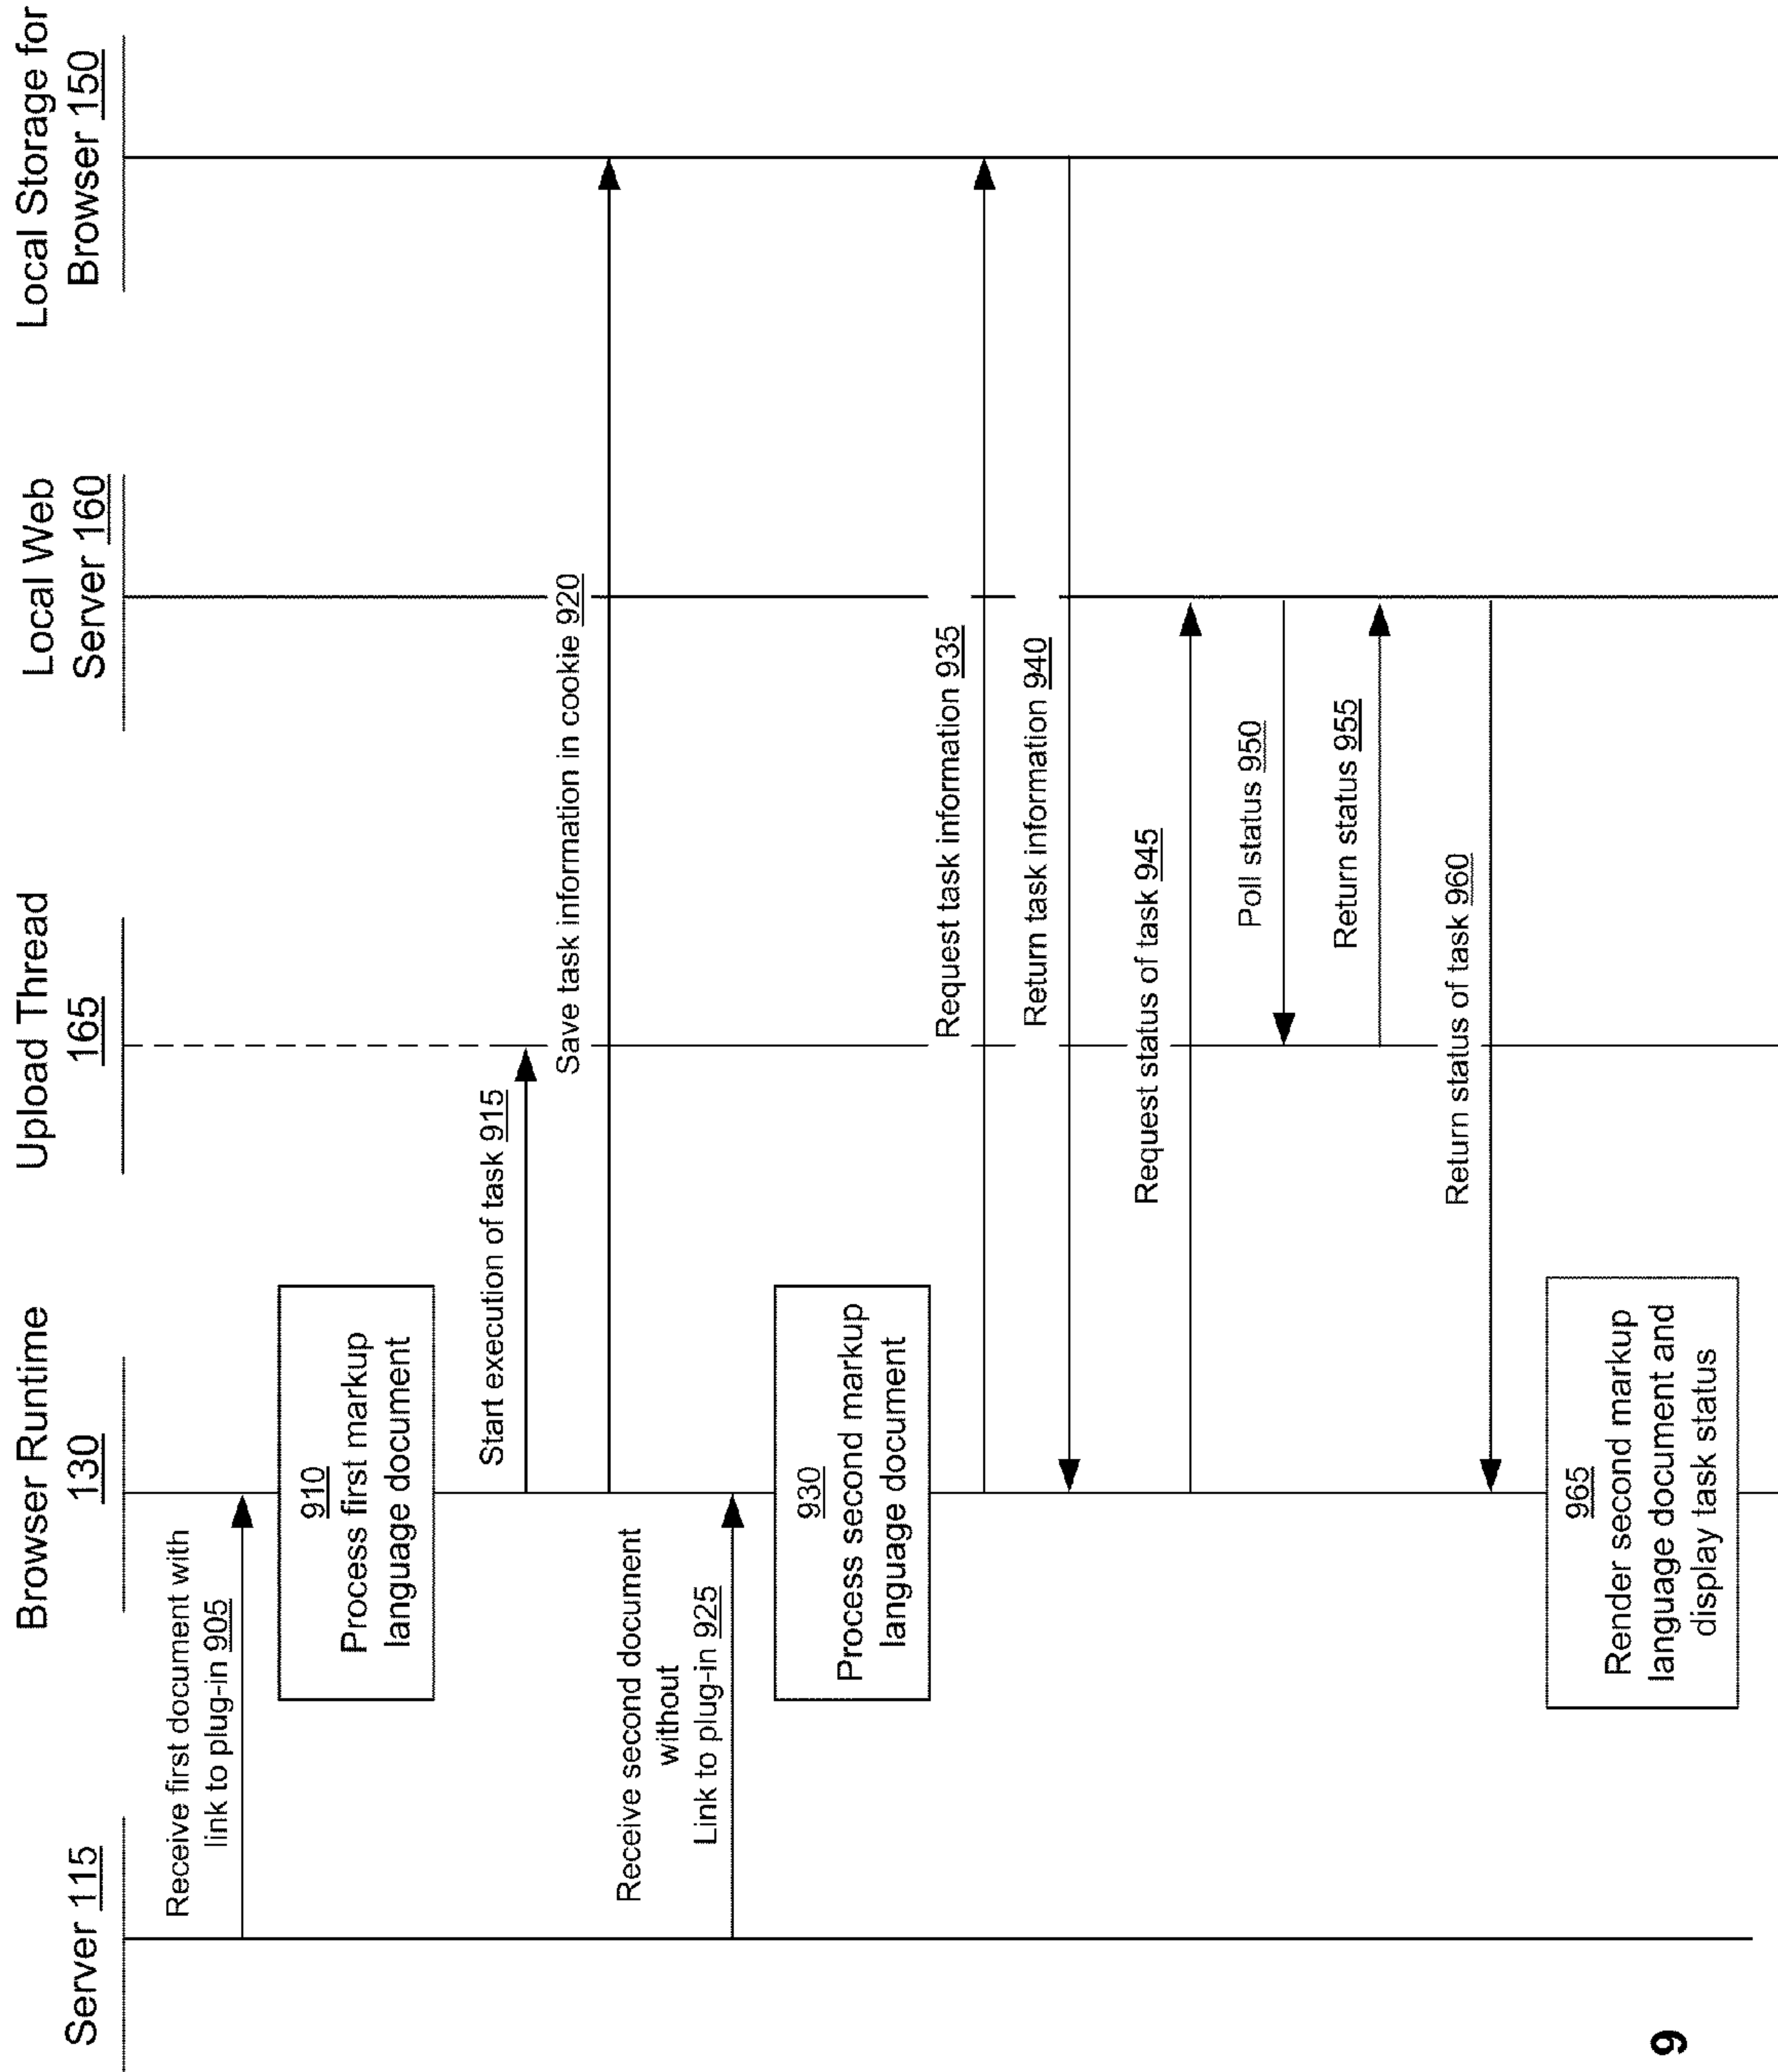 Server 115
Browser Runtime
130
Upload Thread
165
Local Web
Server 160
Local Storage for
Browser 150
Receive first document with
link to plug-in 905
910
Process first markup
language document
Start execution of task 915
Save task information in cookie 920
Receive second document
without
Link to plug-in 925
930
Process second markup
language document
Request task information 935
Return task information 940
Request status of task 945
Poll status 950
Return status 955
Return status of task 960
965
Render second markup
language document and
display task status
9